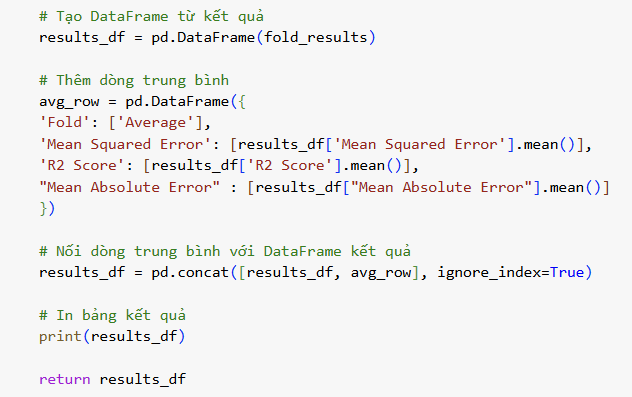 # Tạo DataFrame từ kết quả
results_df = pd.DataFrame(fold_results)
# Thêm dòng trung bình
avg_row = pd.DataFrame({
'Fold': ['Average'],
'Mean Squared Error': [results_df['Mean Squared Error'].mean()],
'R2 Score': [results_df['R2 Score'].mean()],
"Mean Absolute Error" : [results_df["Mean Absolute Error"].mean()]
})
# Nối dòng trung bình với DataFrame kết quả
results_df = pd.concat([results_df, avg_row], ignore_index=True)
# In bảng kết quả
print(results_df)
return results_df